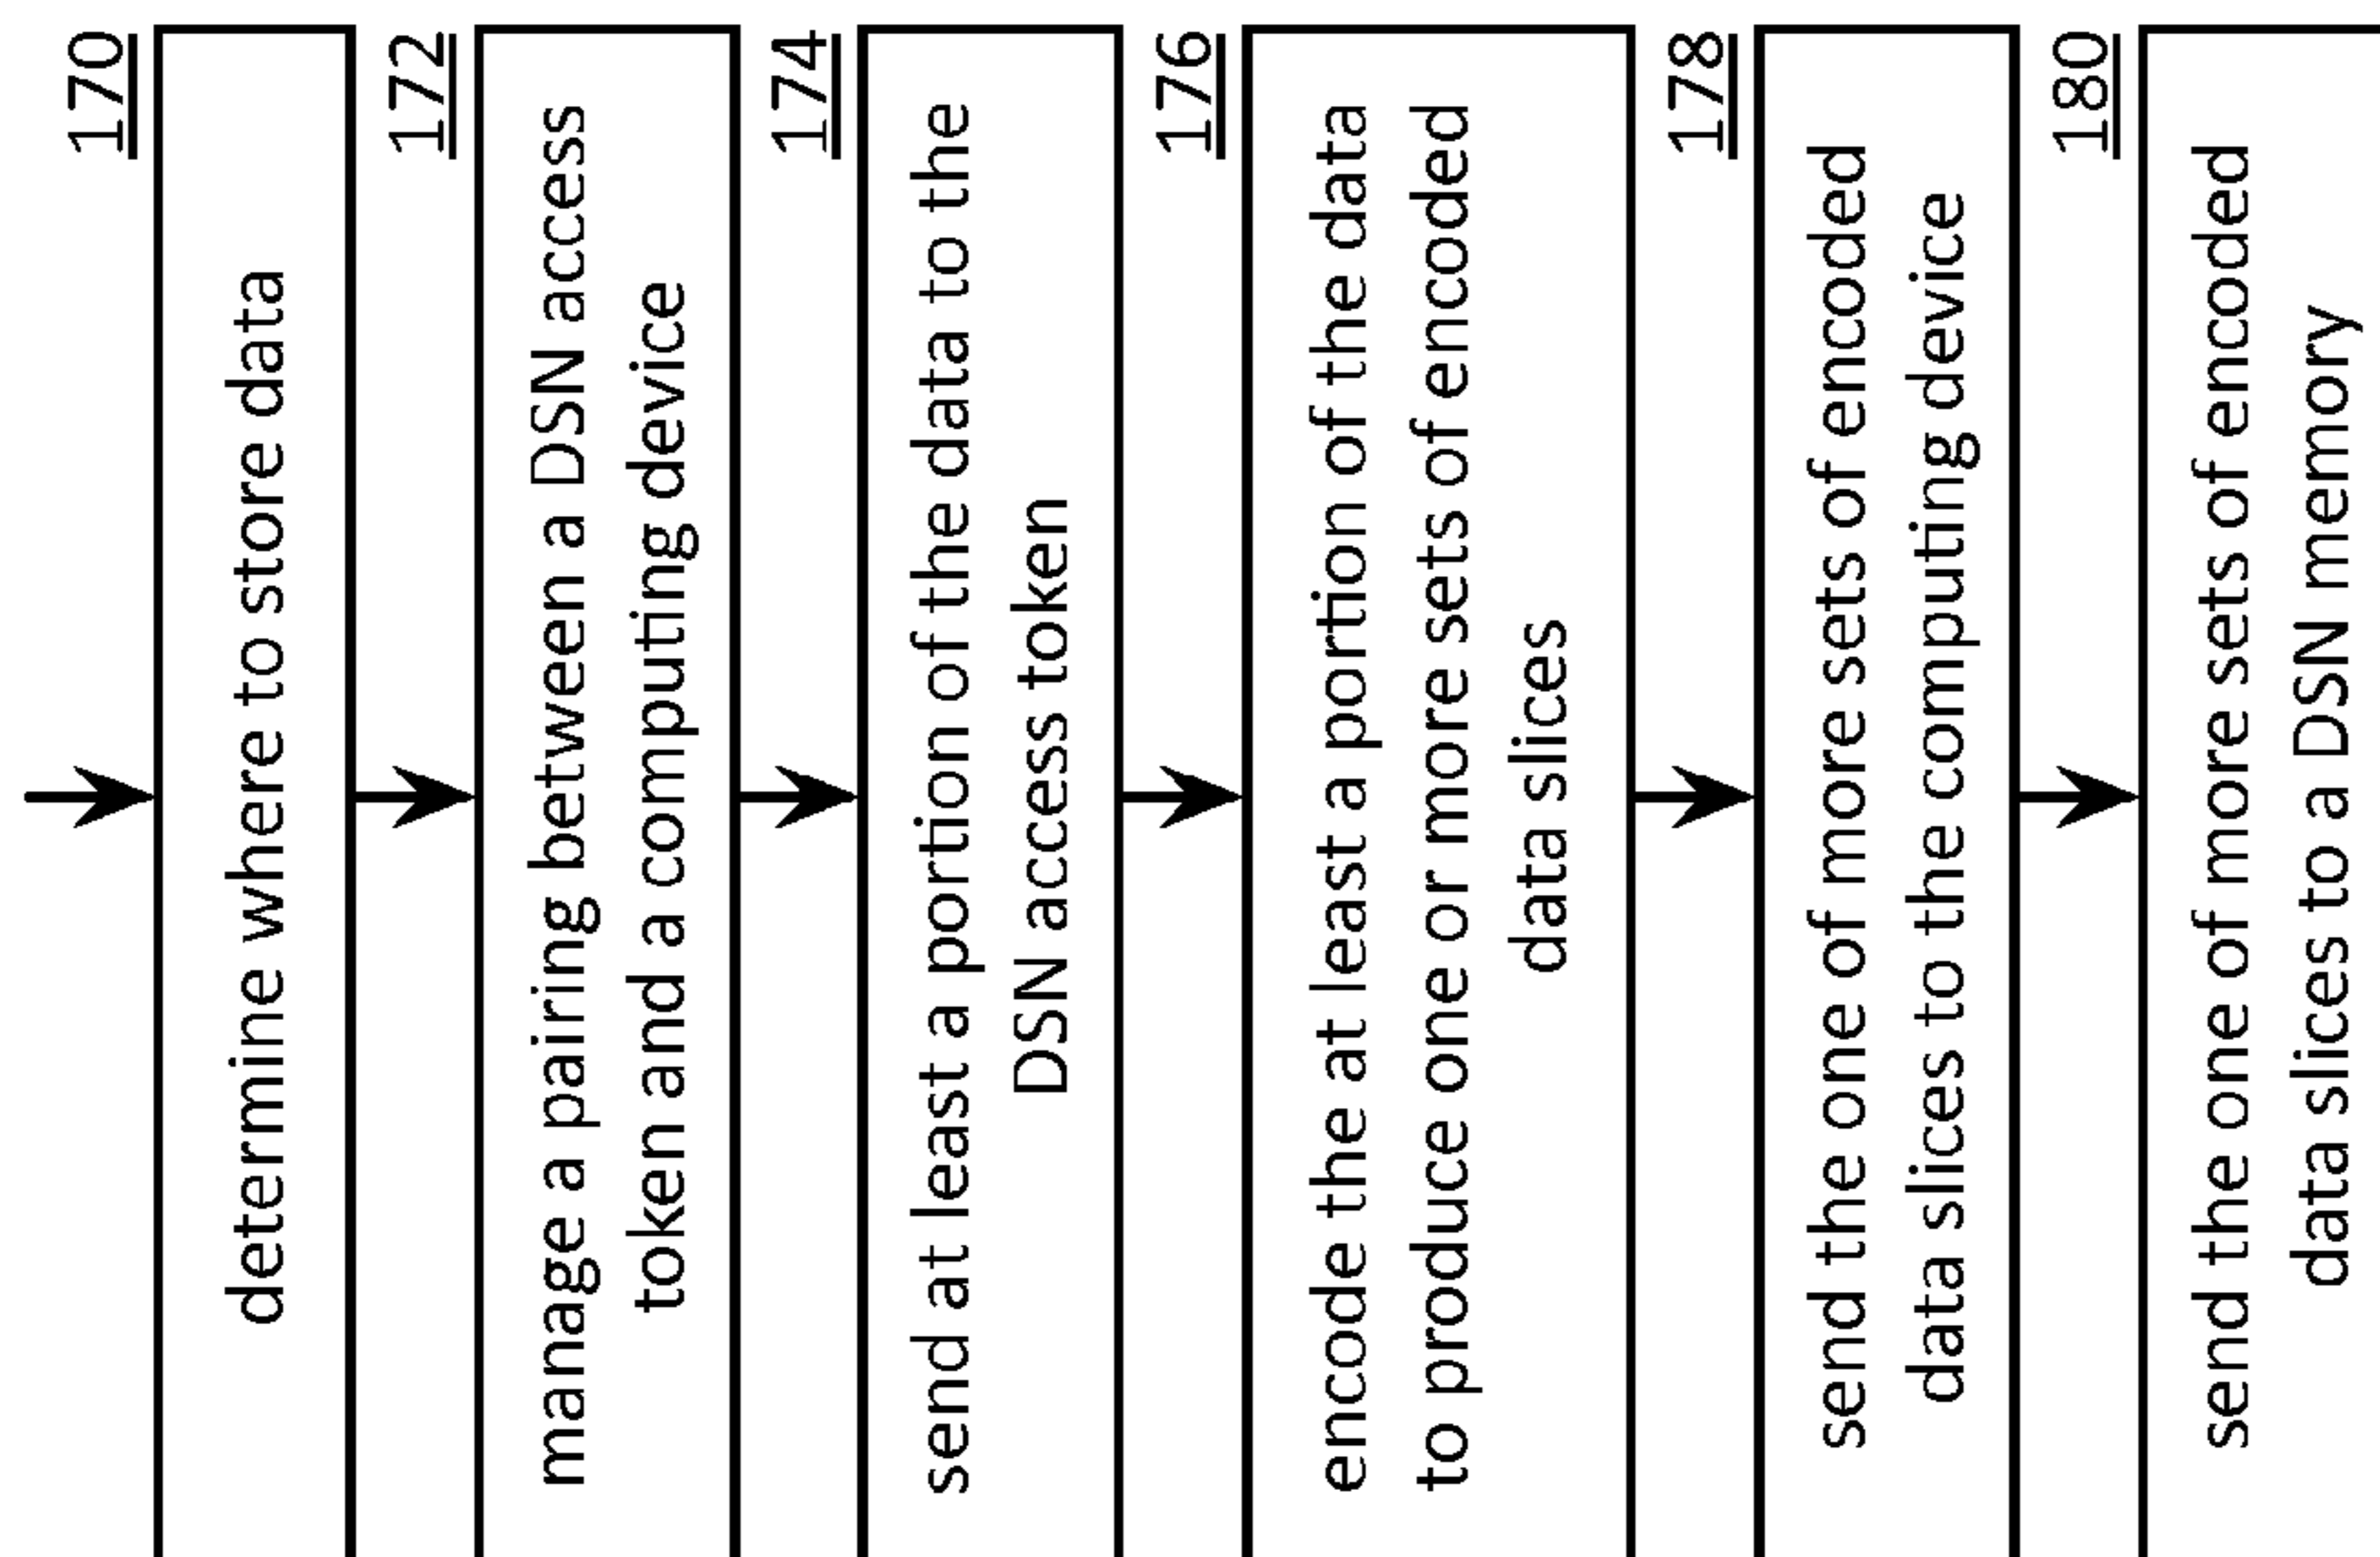 170
determine where to store data
172
manage a pairing between a DSN access
token and a computing device
174
send at least a portion of the data to the
DSN access token
176
encode the at least a portion of the data
to produce one or more sets of encoded
data slices
178
send the one of more sets of encoded
data slices to the computing device
180
send the one of more sets of encoded
data slices to a DSN memory